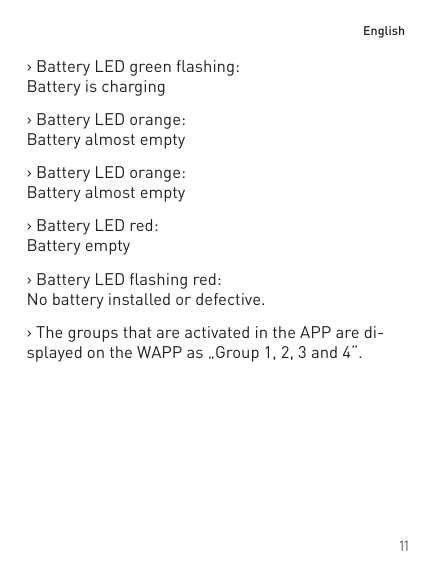 English
› Battery LED green flashing:
Battery is charging
› Battery LED orange:
Battery almost empty
› Battery LED orange:
Battery almost empty
› Battery LED red:
Battery empty
› Battery LED flashing red:
No battery installed or defective.
› The groups that are activated in the APP are di-
splayed on the WAPP as „Group 1, 2, 3 and 4“.
11